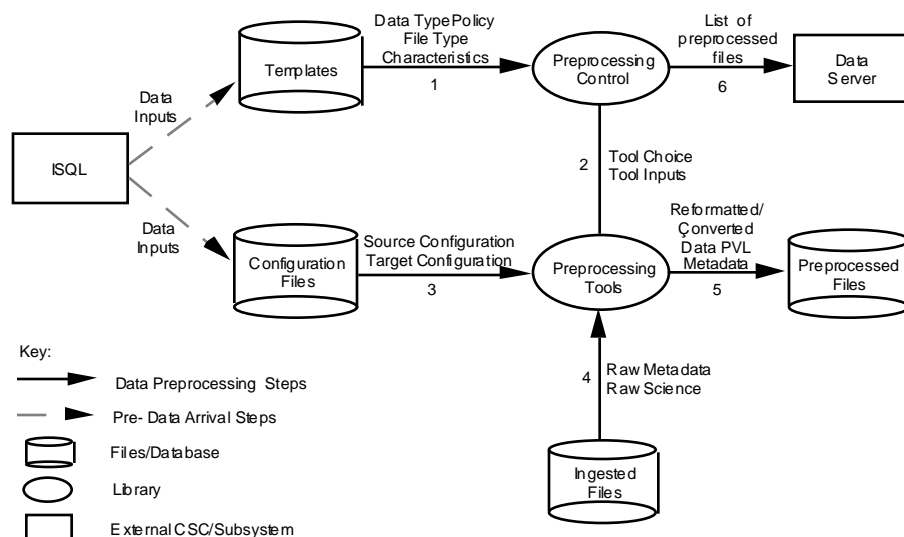 Data Type Policy
File Type
Characteristics
1
Templates
Preprocessing
Control
List of
preprocessed
files
6
Data
Server
Data
Inputs
ISQL
2
Tool Choice
Tool Inputs
Data
Inputs
Configuration
Files
Source Configuration
Target Configuration
3
Preprocessing
Tools
Reformatted/
Converted
Data PVL
Metadata
5
Preprocessed
Files
4
Raw Metadata
Raw Science
Ingested
Files
Key:
Data Preprocessing Steps
Pre- Data Arrival Steps
Files/Database
Library
External CSC/Subsystem